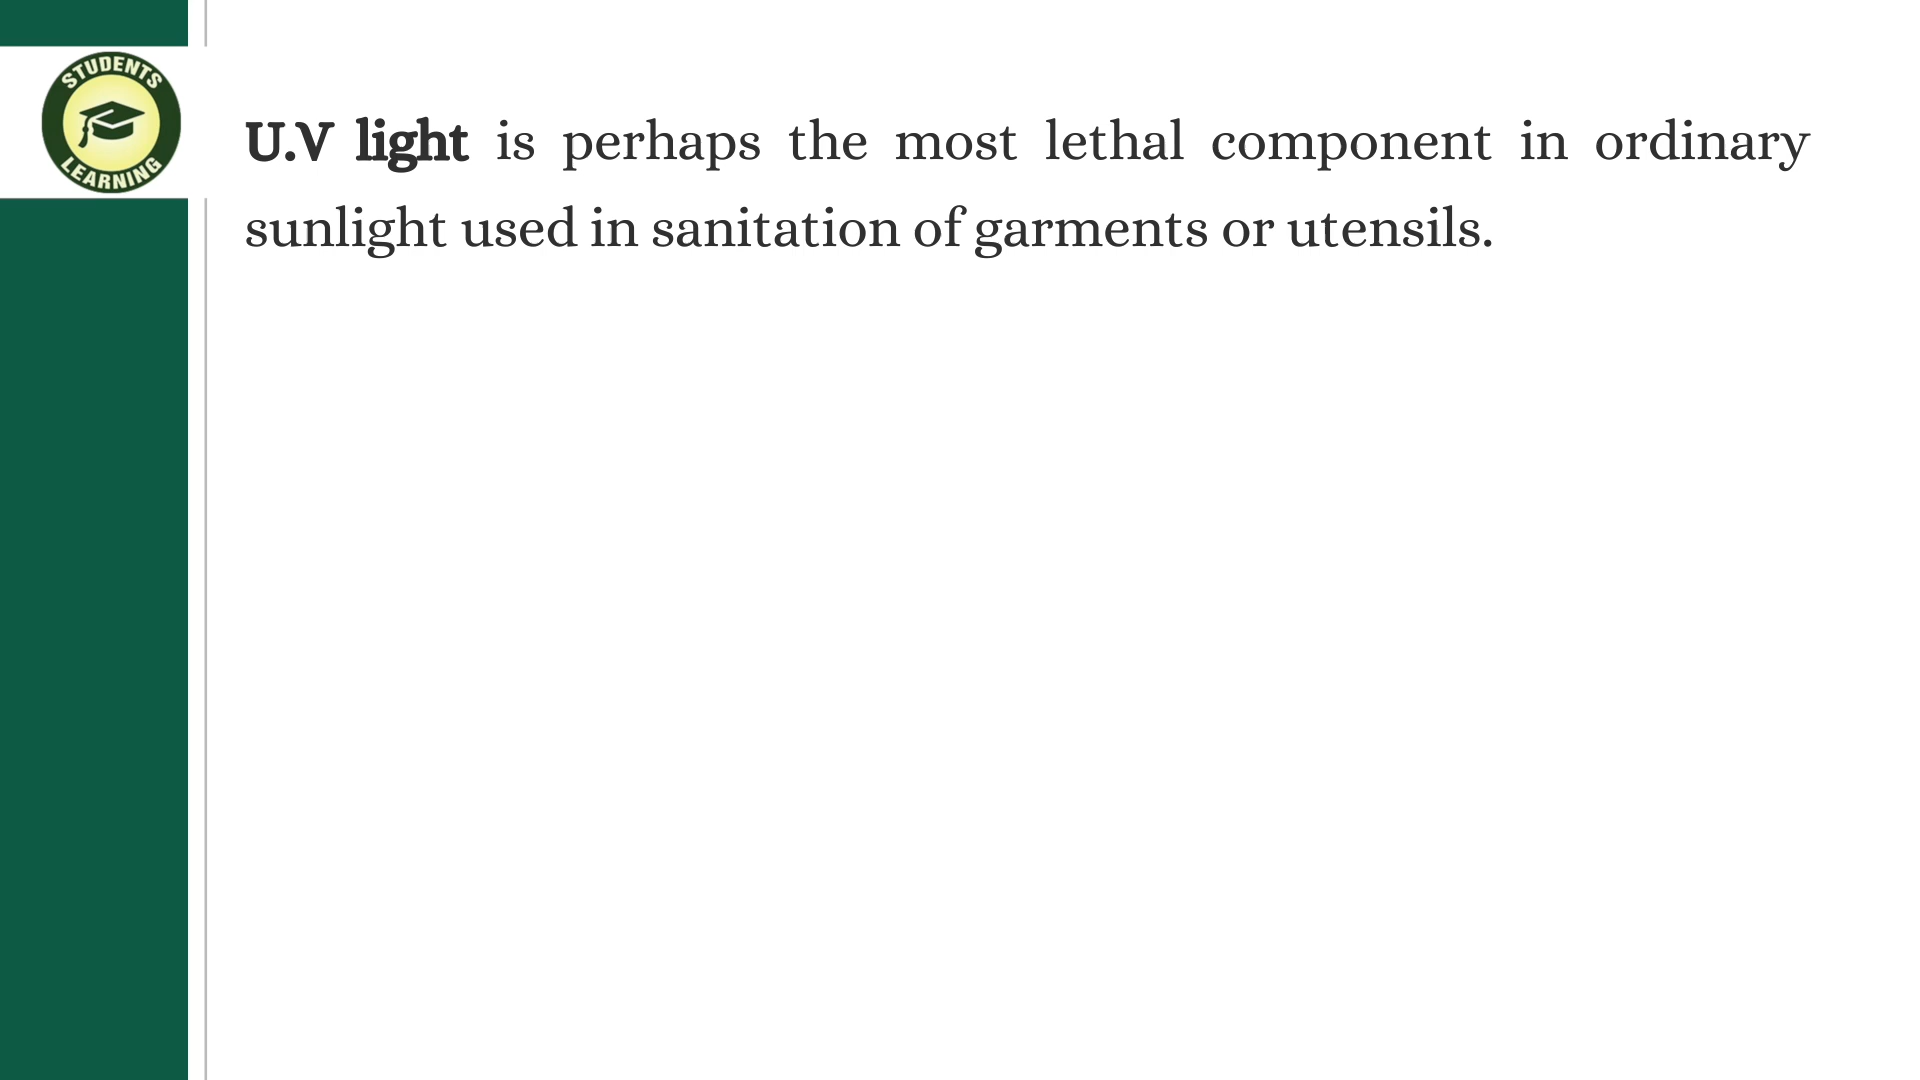 STUDENTS
LEARNING
U.V light is perhaps the most lethal component in ordinary
sunlight used in sanitation of garments or utensils.